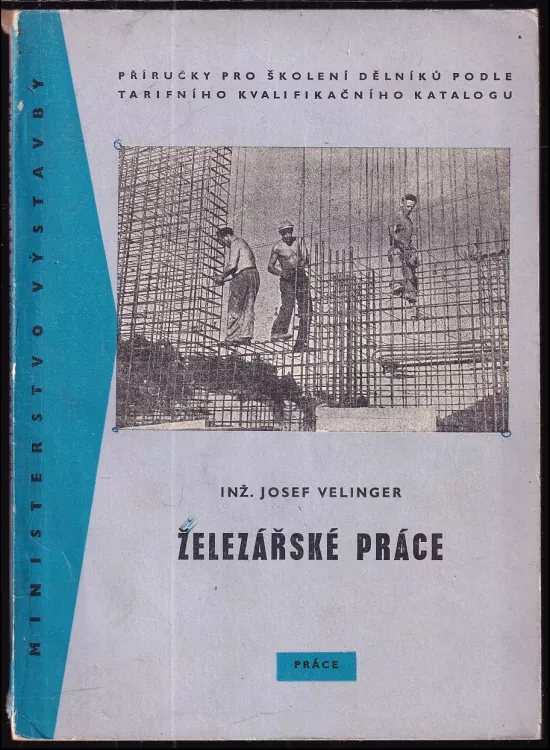 PŘÍRUČKY PRO ŠKOLENÍ DĚLNÍKŮ PODLE
TARIFNÍHO KVALIFIKAČNÍHO KATALOGU
MINISTERSTVO VÝSTAVBY
INŽ. JOSEF VELINGER
ŽELEZÁŘSKÉ PRÁCE
PRÁCE